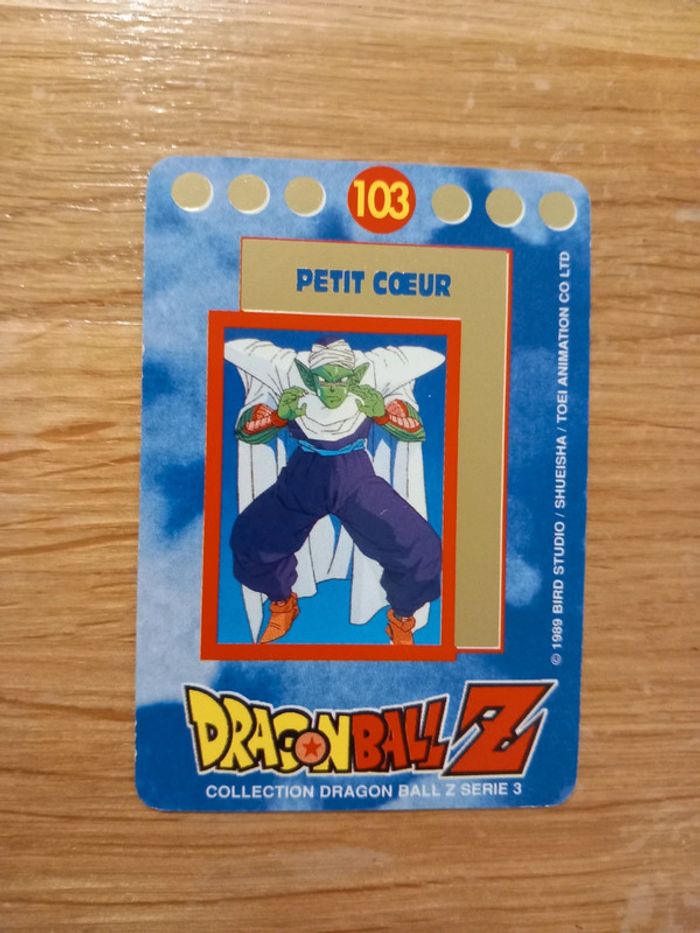 103
PETIT CŒUR
© 1989 BIRD STUDIO / SHUEISHA / TOEI ANIMATION CO LTD
DRAGON BALL Z
COLLECTION DRAGON BALL Z SERIE 3